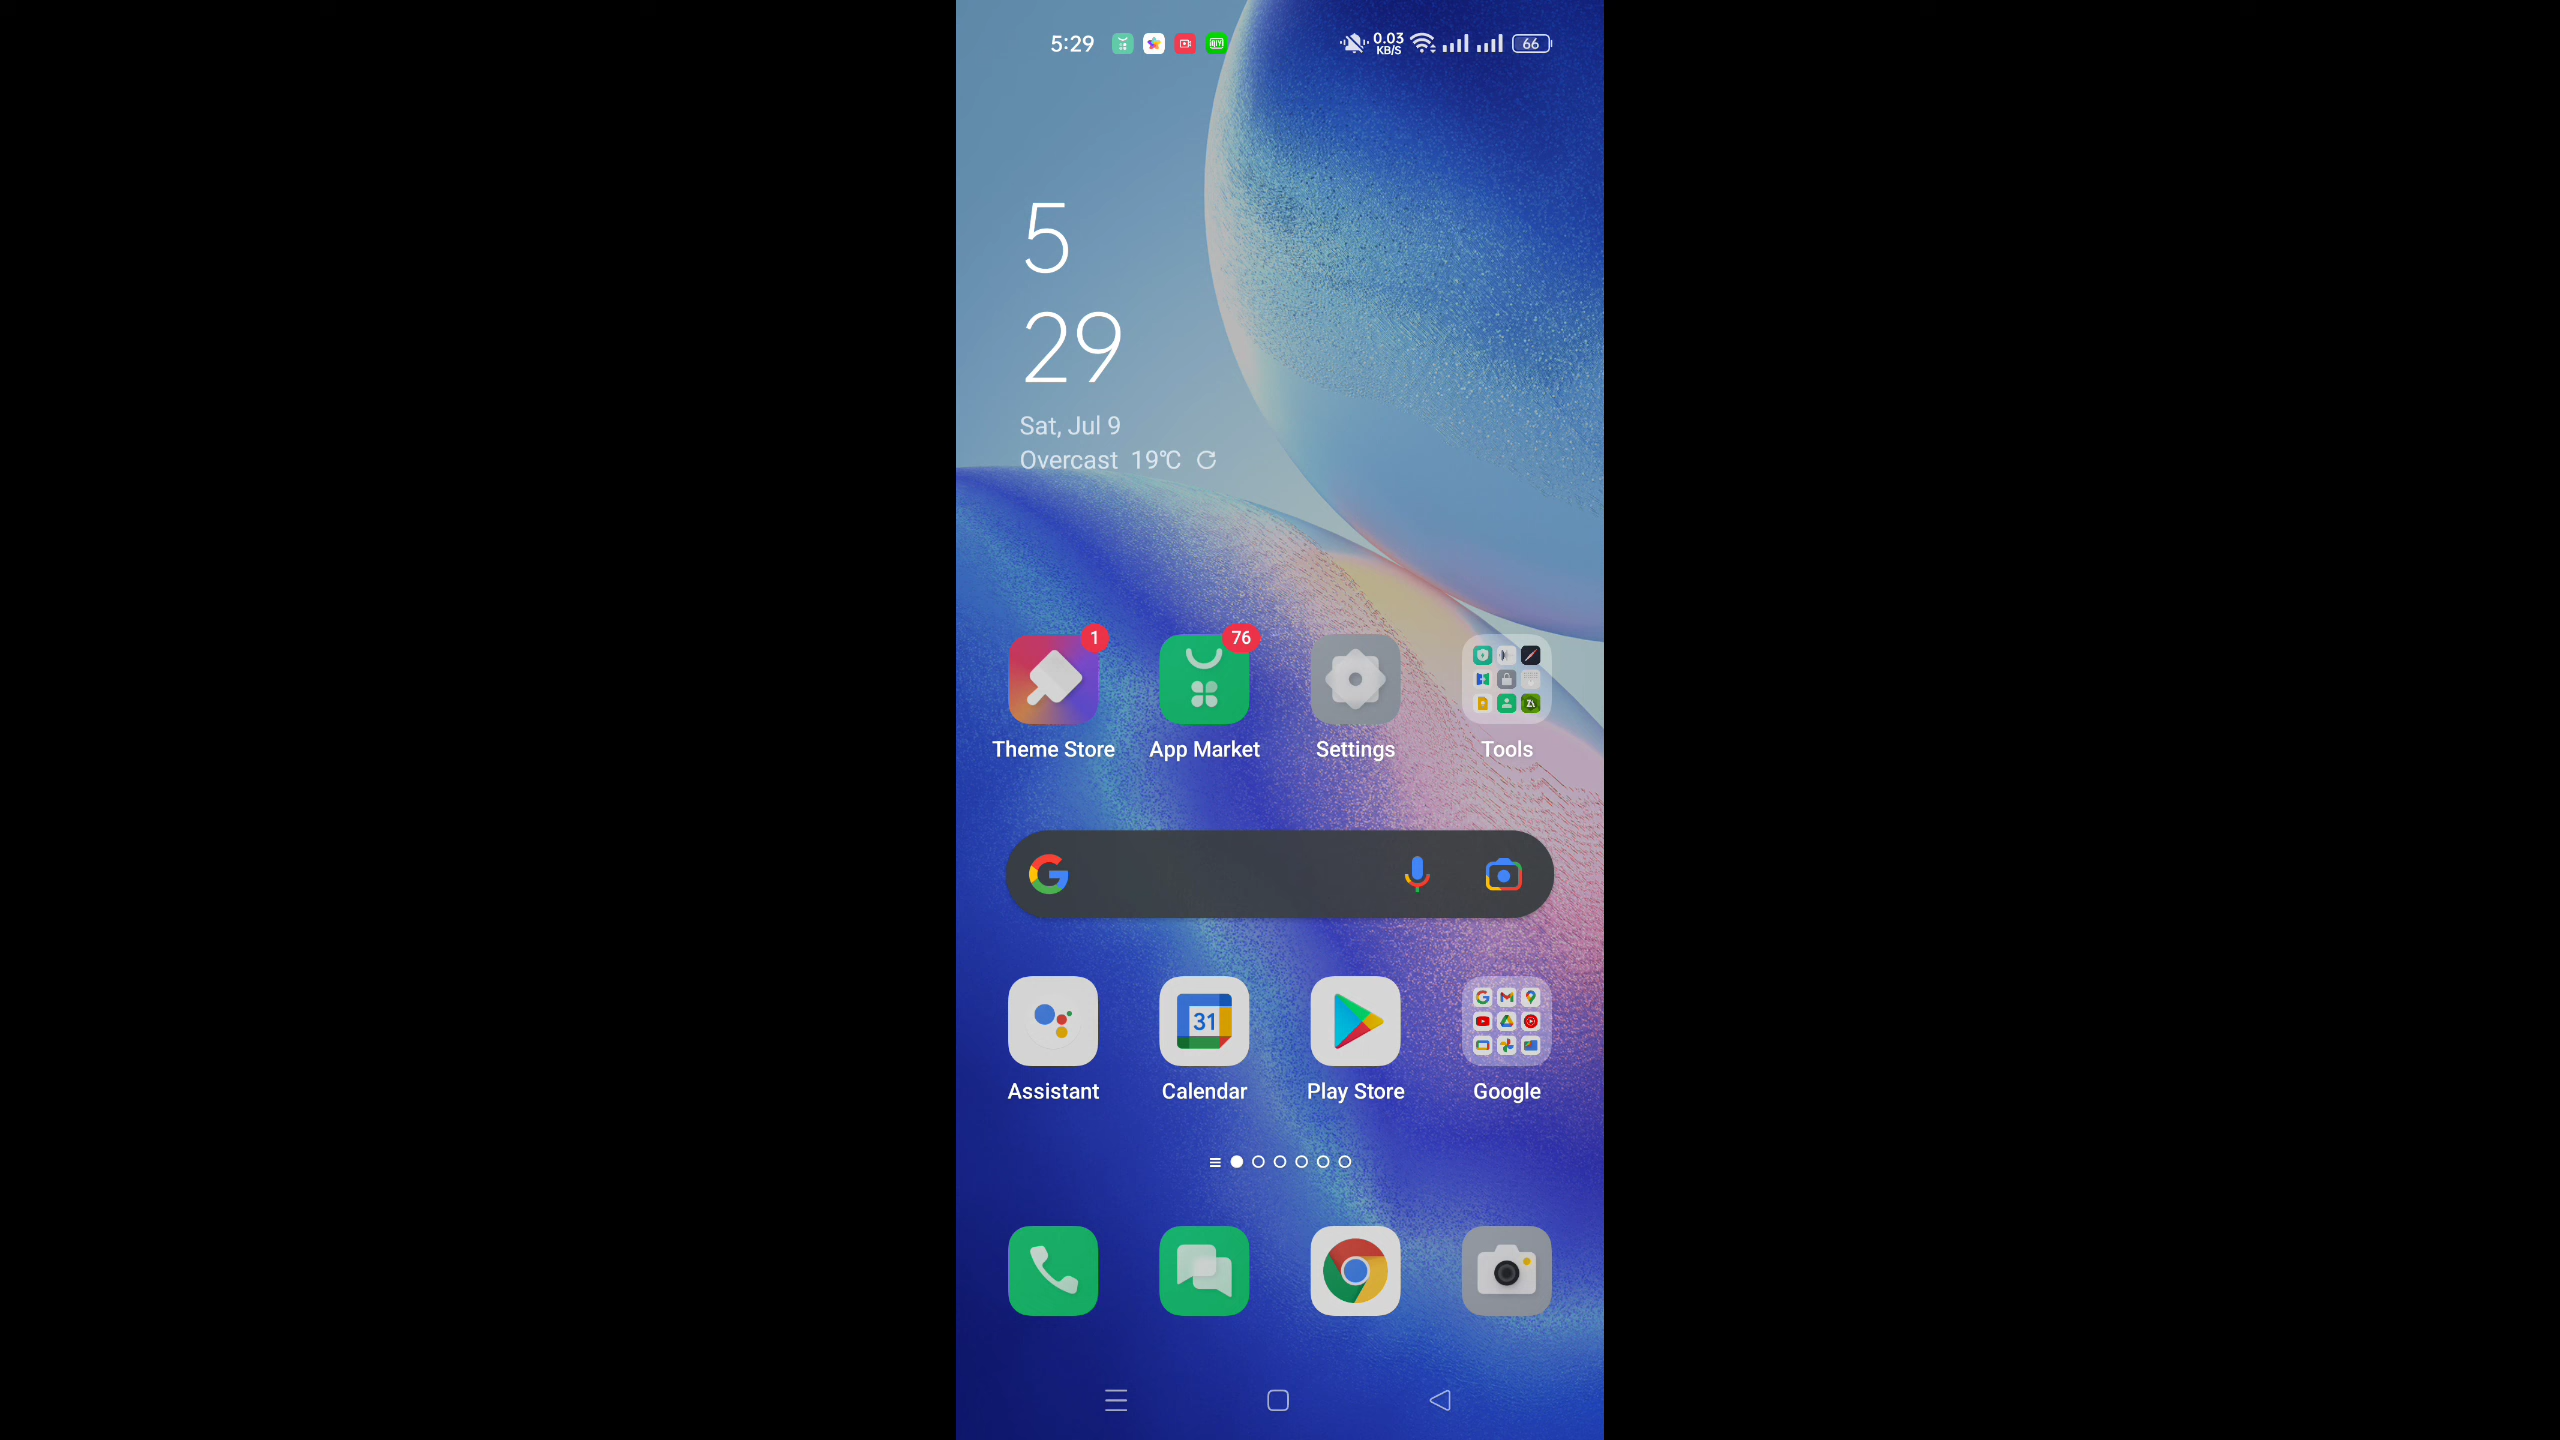 5:29
0.03
KB/S
66
5
29
Sat, Jul 9
Overcast 19℃
1
76
Theme Store
App Market
Settings
Tools
31
Assistant
Calendar
Play Store
Google